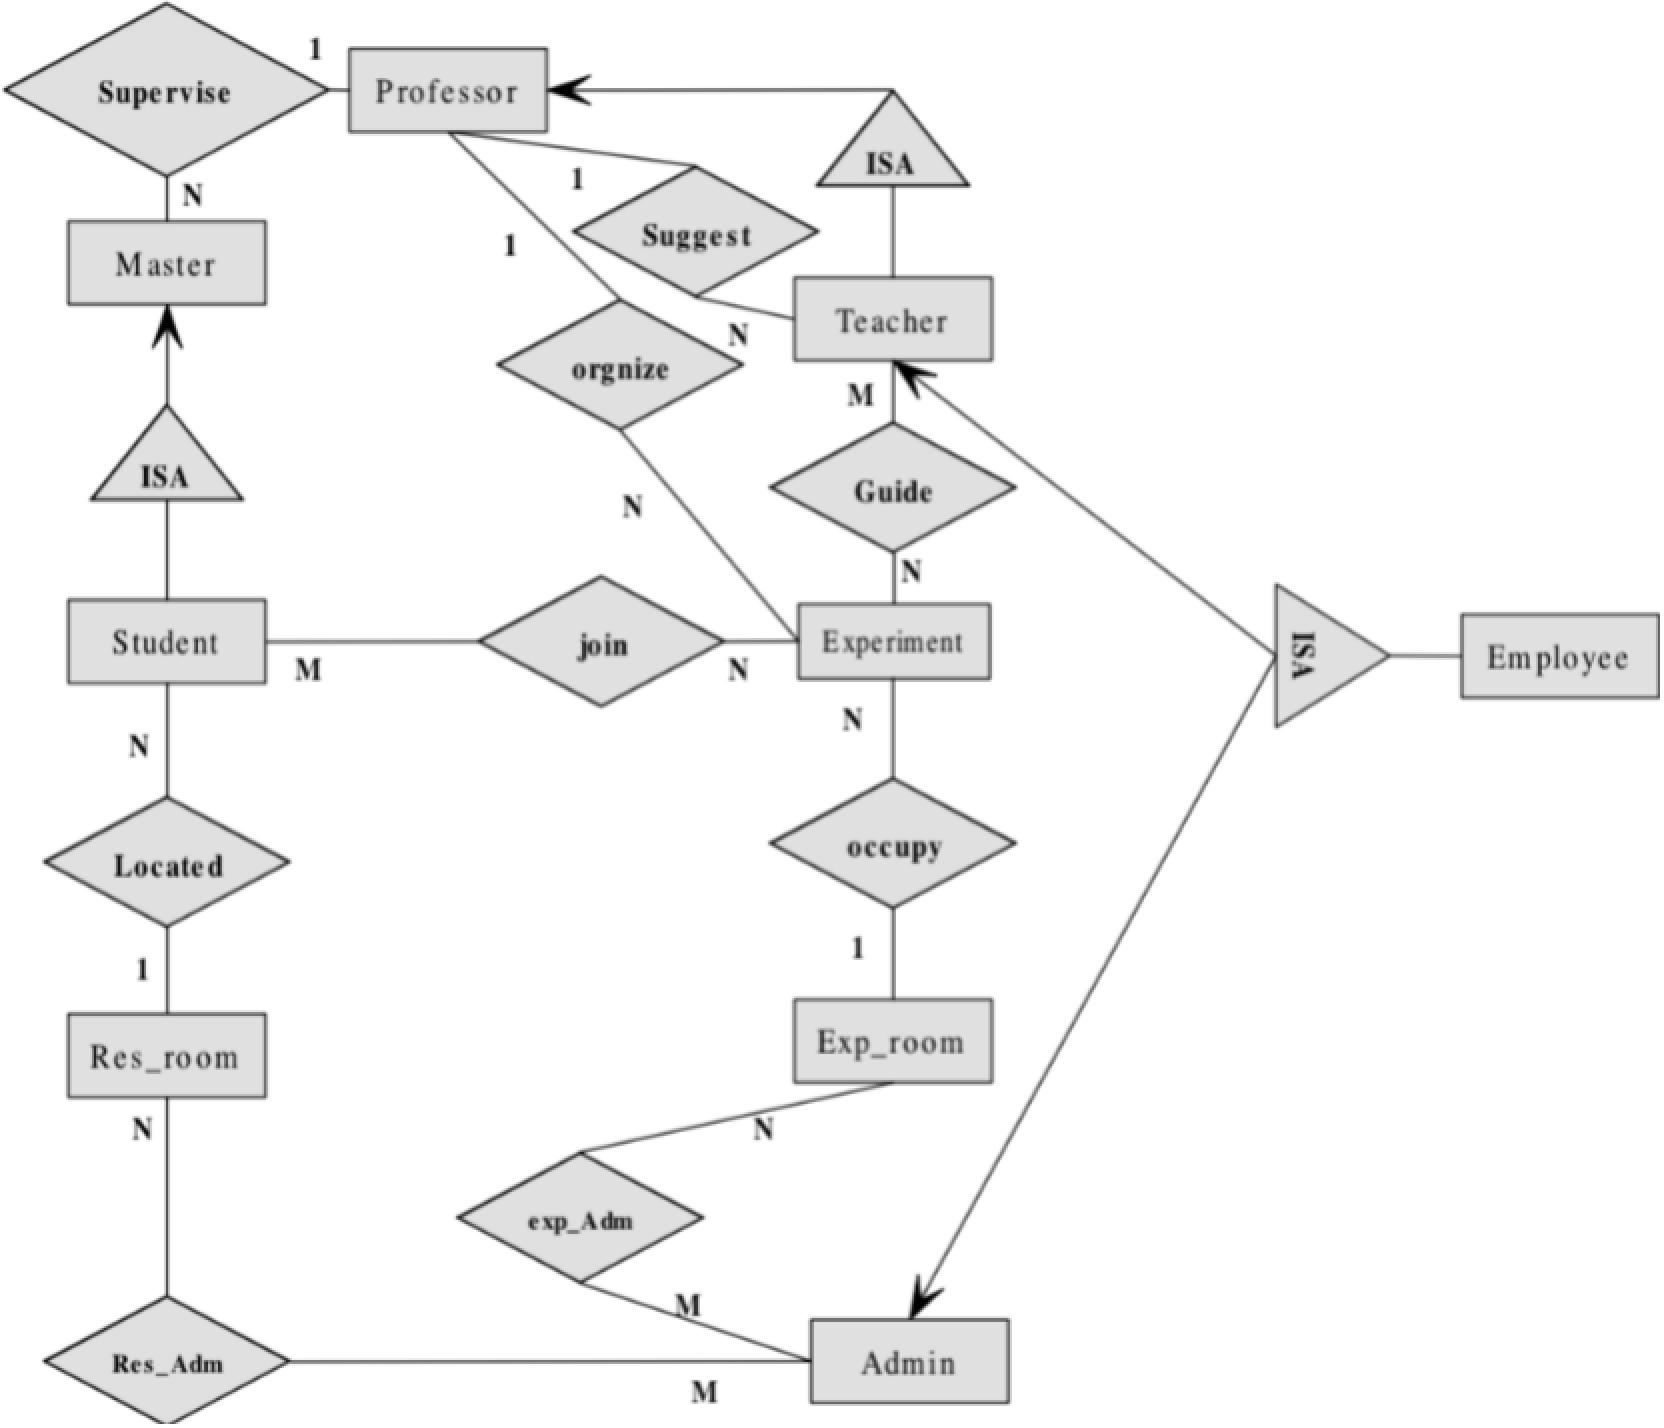 1
Supervise
Professor
ISA
1
N
Suggest
1
Master
Teacher
N
orgnize
M
ISA
Guide
N
N
Student
join
Experiment
ISA
Employee
M
N
N
N
Located
occupy
1
1
Res_room
Exp_room
N
N
exp_Adm
M
Res_Adm
Admin
M